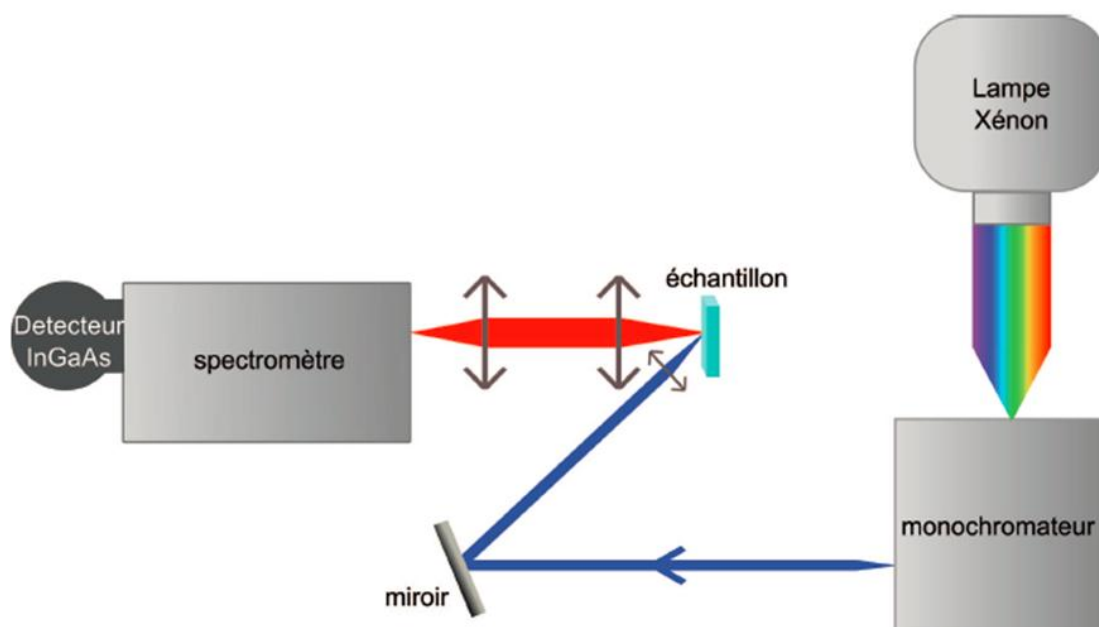 Lampe
Xénon
échantillon
Detecteur
InGaAs
spectromètre
monochromateur
miroir